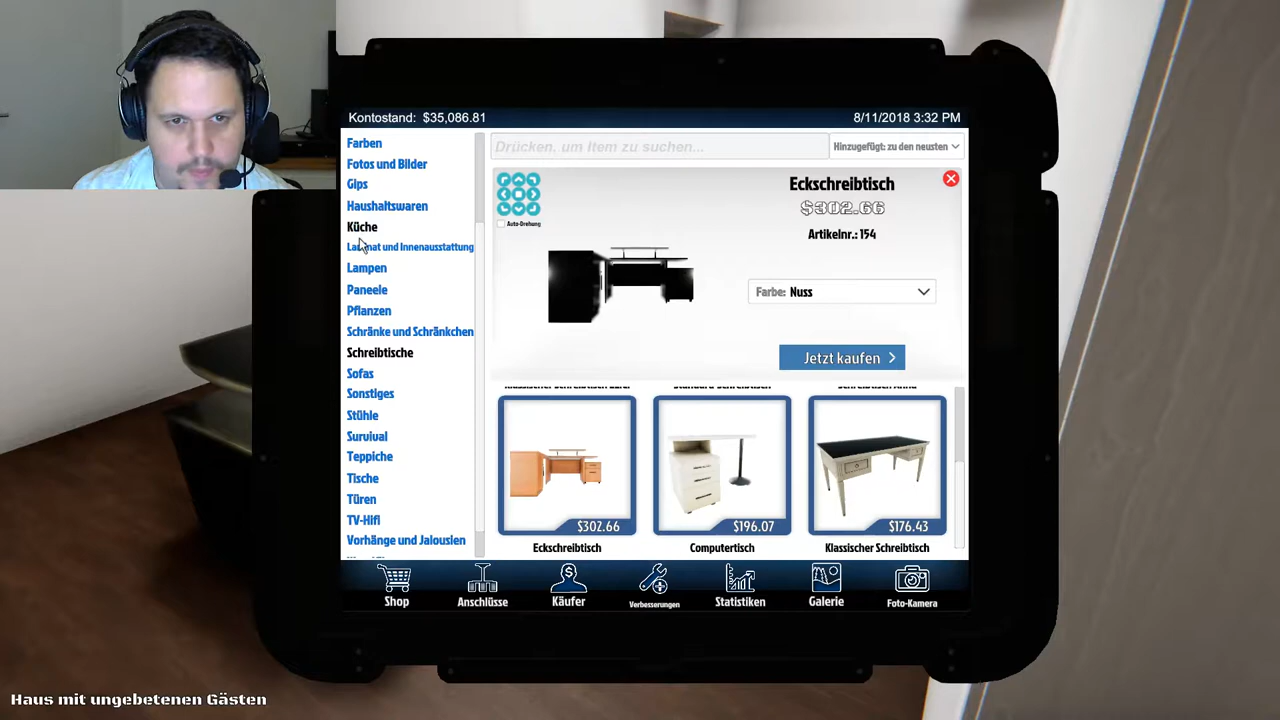 Kontostand: $35,086.81
8/11/2018 3:32 PM
Farben
Fotos und Bilder
Gips
Haushaltswaren
Küche
Laminat und Innenausstattung
Lampen
Paneele
Pflanzen
Schränke und Schränkchen
Schreibtische
Sofas
Sonstiges
Stühle
Survival
Teppiche
Tische
Türen
TV-Hifi
Vorhänge und Jalousien
Drücken, um Item zu suchen...
Hinzugefügt: zu den neusten
Auto-Drehung
Eckschreibtisch
$302.66
Artikelnr.: 154
Farbe: Nuss
Jetzt kaufen
$302.66
$196.07
$176.43
Eckschreibtisch
Computertisch
Klassischer Schreibtisch
Shop
Anschlüsse
Käufer
Verbesserungen
Statistiken
Galerie
Foto-Kamera
Haus mit ungebetenen Gästen